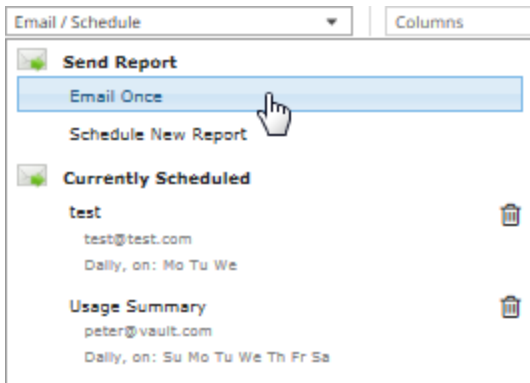 Email / Schedule
Columns
Send Report
Email Once
Schedule New Report
Currently Scheduled
test
test@test.com
Daily, on: Mo Tu We
Usage Summary
peter@vault.com
Daily, on: Su Mo Tu We Th Fr Sa